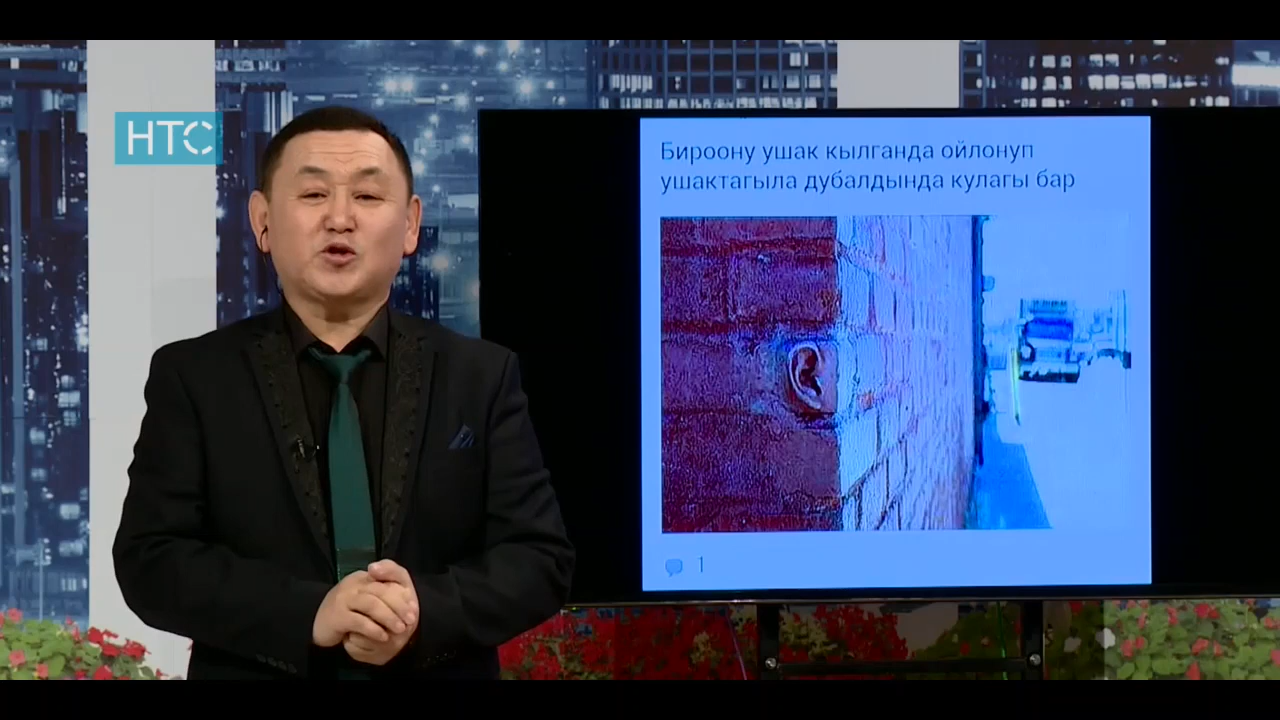 НТС
Бироону ушак кылганда ойлонуп
ушактагыла дубалдында кулагы бар
1